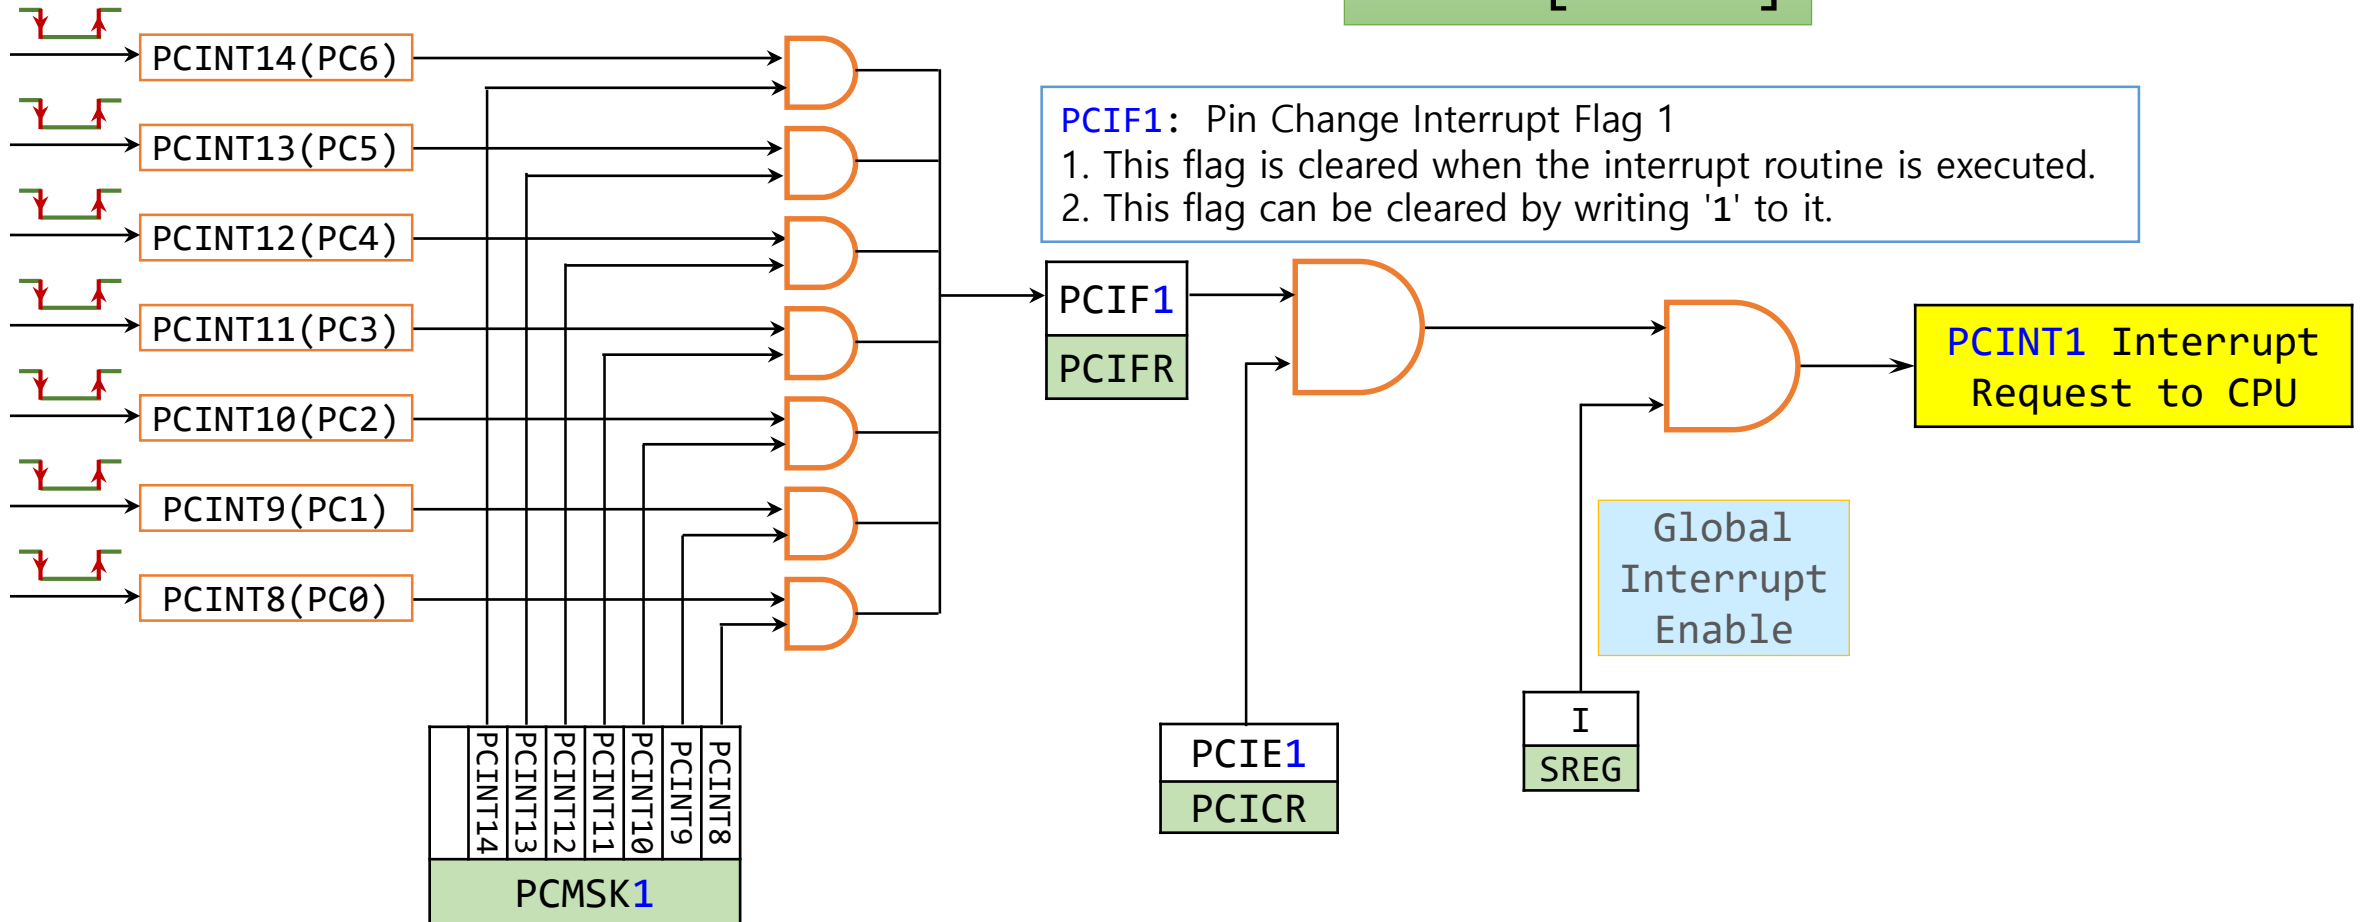 [ ]
PCINT14(PC6)
PCINT13(PC5)
PCINT12(PC4)
PCINT11(PC3)
PCINT10(PC2)
PCINT9(PC1)
PCINT8(PC0)
PCIF1: Pin Change Interrupt Flag 1
1. This flag is cleared when the interrupt routine is executed.
2. This flag can be cleared by writing '1' to it.
PCIF1
PCIFR
PCINT1 Interrupt
Request to CPU
Global
Interrupt
Enable
I
SREG
PCIE1
PCICR
PCINT14
PCINT13
PCINT12
PCINT11
PCINT10
PCINT9
PCINT8
PCMSK1